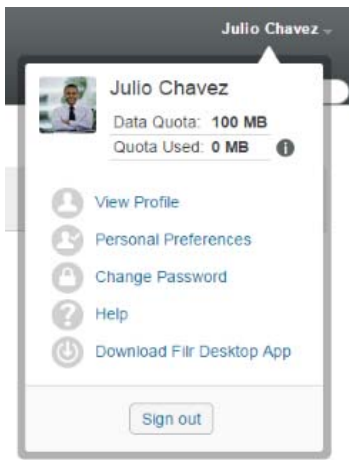 Julio Chavez
Julio Chavez
Data Quota: 100 MB
Quota Used: 0 MB
View Profile
Personal Preferences
Change Password
Help
Download Filr Desktop App
Sign out